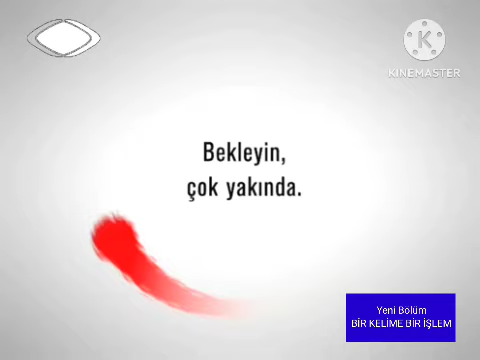 KINEMASTER
Bekleyin,
çok yakında.
Yeni Bölüm
BİR KELİME BİR İŞLEM